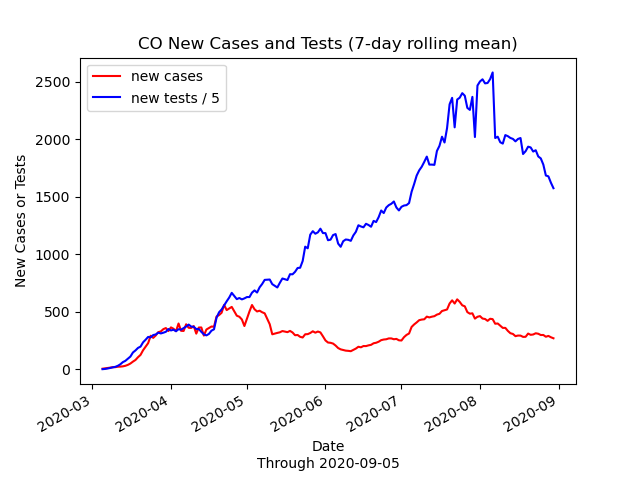 CO New Cases and Tests (7-day rolling mean)
new cases
new tests / 5
New Cases or Tests
2500
2000
1500
1000
500
0
2020-03
2020-04
2020-05
2020-06
2020-07
2020-08
2020-09
Date
Through 2020-09-05